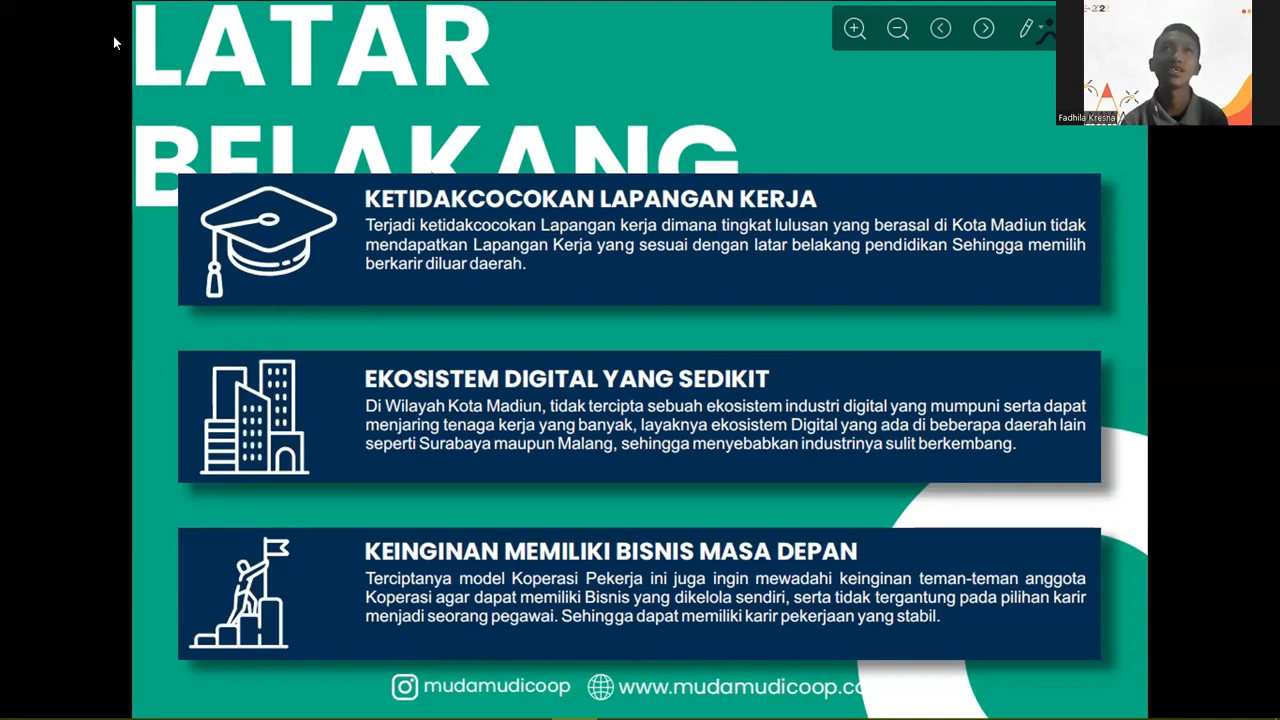 LATAR
BELAKANG
KETIDAKCOCOKAN LAPANGAN KERJA
Terjadi ketidakcocokan Lapangan kerja dimana tingkat lulusan yang berasal di Kota Madiun tidak
mendapatkan Lapangan Kerja yang sesuai dengan latar belakang pendidikan Sehingga memilih
berkarir diluar daerah.
EKOSISTEM DIGITAL YANG SEDIKIT
Di Wilayah Kota Madiun, tidak tercipta sebuah ekosistem industri digital yang mumpuni serta dapat
menjaring tenaga kerja yang banyak, layaknya ekosistem Digital yang ada di beberapa daerah lain
seperti Surabaya maupun Malang, sehingga menyebabkan industrinya sulit berkembang.
KEINGINAN MEMILIKI BISNIS MASA DEPAN
Terciptanya model Koperasi Pekerja ini juga ingin mewadahi keinginan teman-teman anggota
Koperasi agar dapat memiliki Bisnis yang dikelola sendiri, serta tidak tergantung pada pilihan karir
menjadi seorang pegawai. Sehingga dapat memiliki karir pekerjaan yang stabil.
mudamudicoop www.mudamudicoop.co
Fadhila Kresna